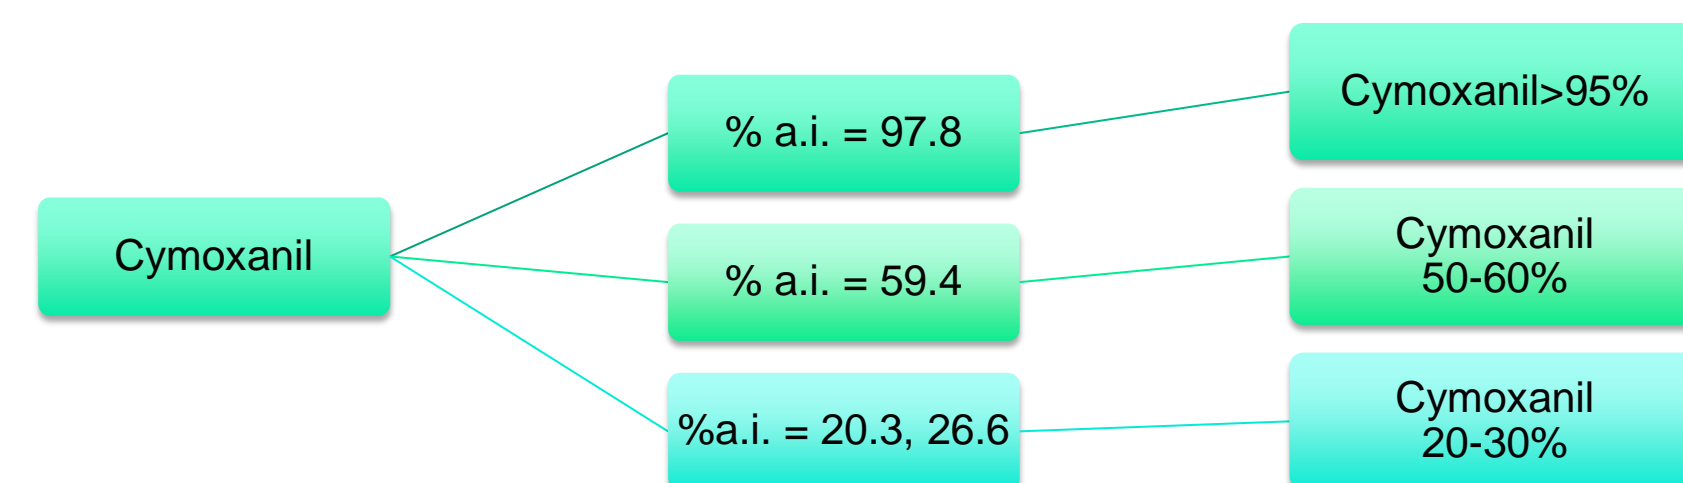 Cymoxanil
% a.i. = 97.8
% a.i. = 59.4
%a.i. = 20.3, 26.6
Cymoxanil>95%
Cymoxanil
50-60%
Cymoxanil
20-30%